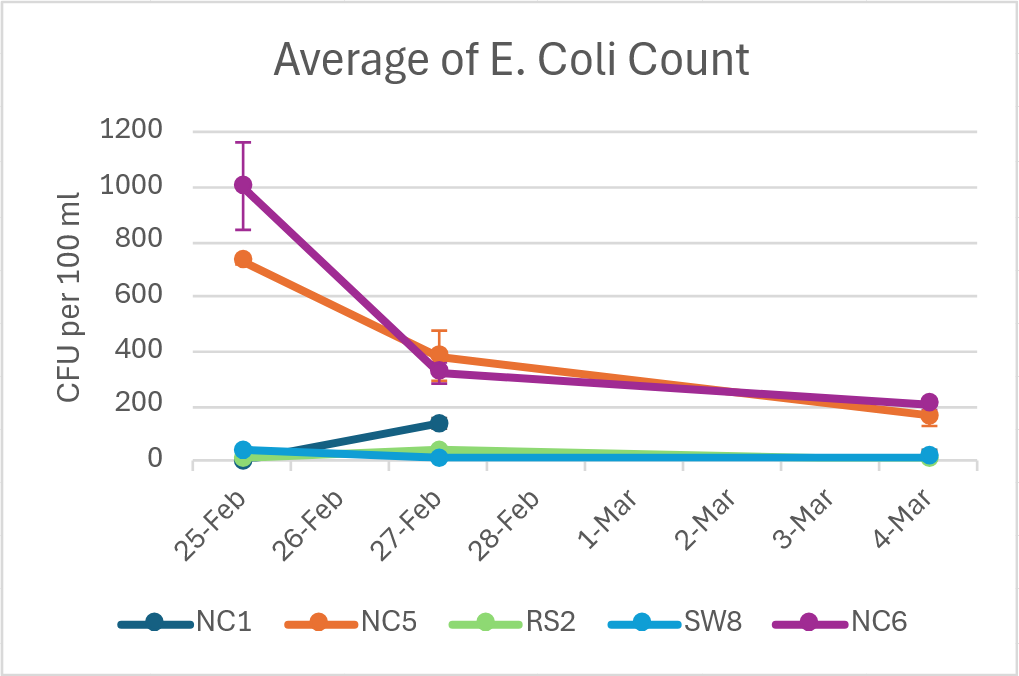 Average of E. Coli Count
CFU per 100 ml
1200
1000
800
600
400
200
0
25-Feb
26-Feb
27-Feb
28-Feb
1-Mar
2-Mar
3-Mar
4-Mar
NC1 NC5 RS2 SW8 NC6